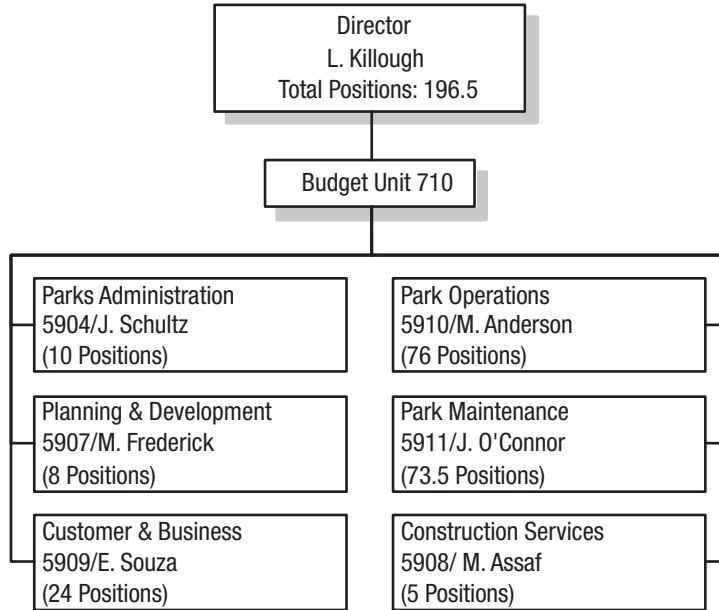 Director
L. Killough
Total Positions: 196.5
Budget Unit 710
Parks Administration
5904/J. Schultz
(10 Positions)
Park Operations
5910/M. Anderson
(76 Positions)
Planning & Development
5907/M. Frederick
(8 Positions)
Park Maintenance
5911/J. O'Connor
(73.5 Positions)
Customer & Business
5909/E. Souza
(24 Positions)
Construction Services
5908/ M. Assaf
(5 Positions)